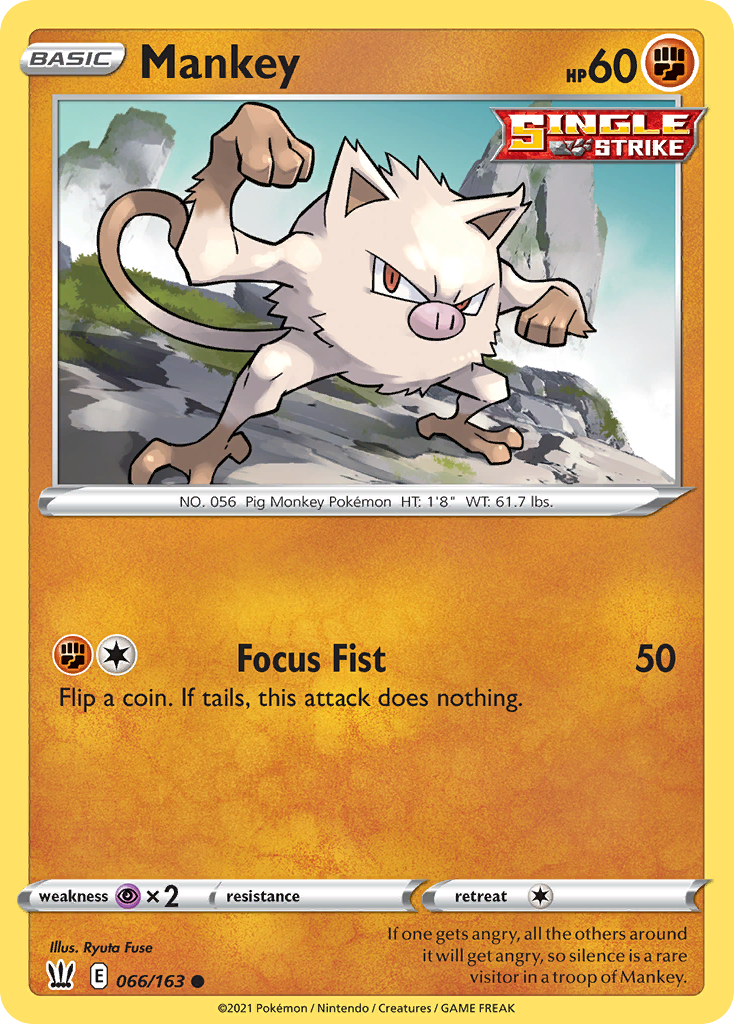 BASIC Mankey HP60
SINGLE
STRIKE
NO. 056 Pig Monkey Pokémon HT: 1'8" WT: 61.7 lbs.
Focus Fist 50
Flip a coin. If tails, this attack does nothing.
weakness ×2 resistance retreat
Illus. Ryuta Fuse
If one gets angry, all the others around
it will get angry, so silence is a rare
visitor in a troop of Mankey.
E 066/163
©2021 Pokémon / Nintendo / Creatures / GAME FREAK